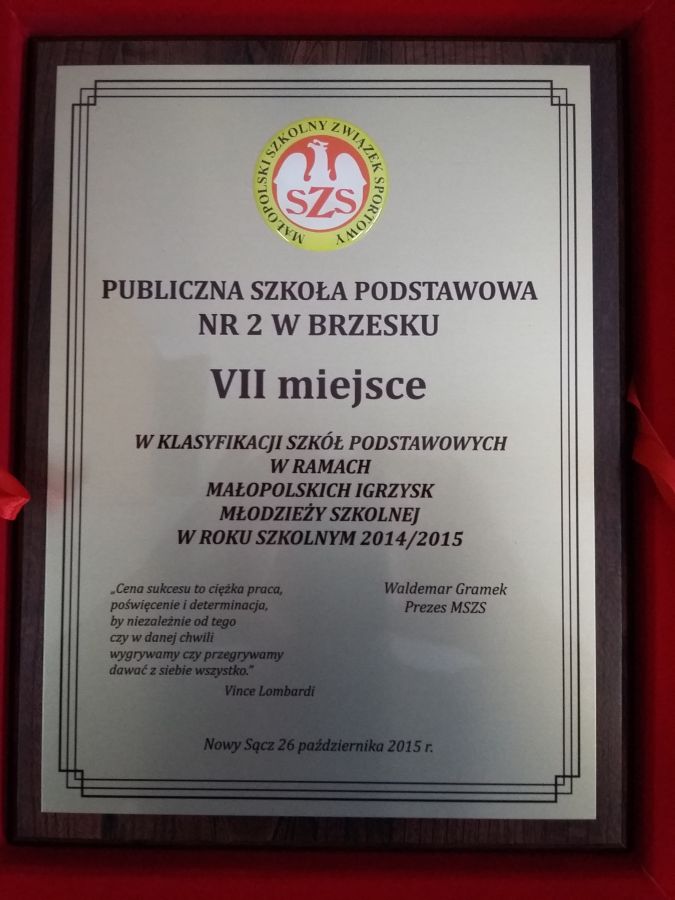 MAŁOPOLSKI SZKOLNY ZWIĄZEK SPORTOWY
SZS
PUBLICZNA SZKOŁA PODSTAWOWA
NR 2 W BRZESKU
VII miejsce
W KLASYFIKACJI SZKÓŁ PODSTAWOWYCH
W RAMACH
MAŁOPOLSKICH IGRZYSK
MŁODZIEŻY SZKOLNEJ
W ROKU SZKOLNYM 2014/2015
„Cena sukcesu to ciężka praca,
poświęcenie i determinacja,
by niezależnie od tego
czy w danej chwili
wygrywamy czy przegrywamy
dawać z siebie wszystko.”
Vince Lombardi
Waldemar Gramek
Prezes MSZS
Nowy Sącz 26 października 2015 r.